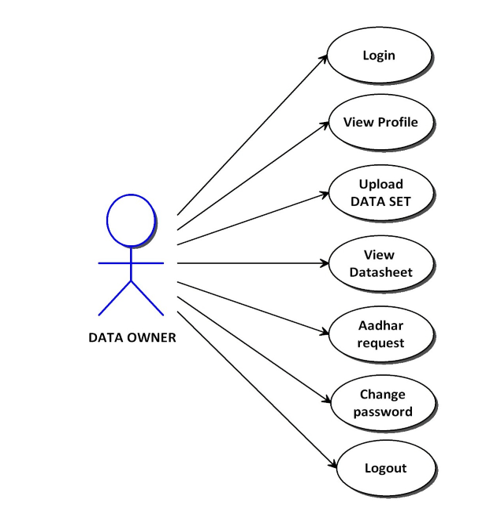 Login
View Profile
Upload
DATA SET
View
Datasheet
DATA OWNER
Aadhar
request
Change
password
Logout